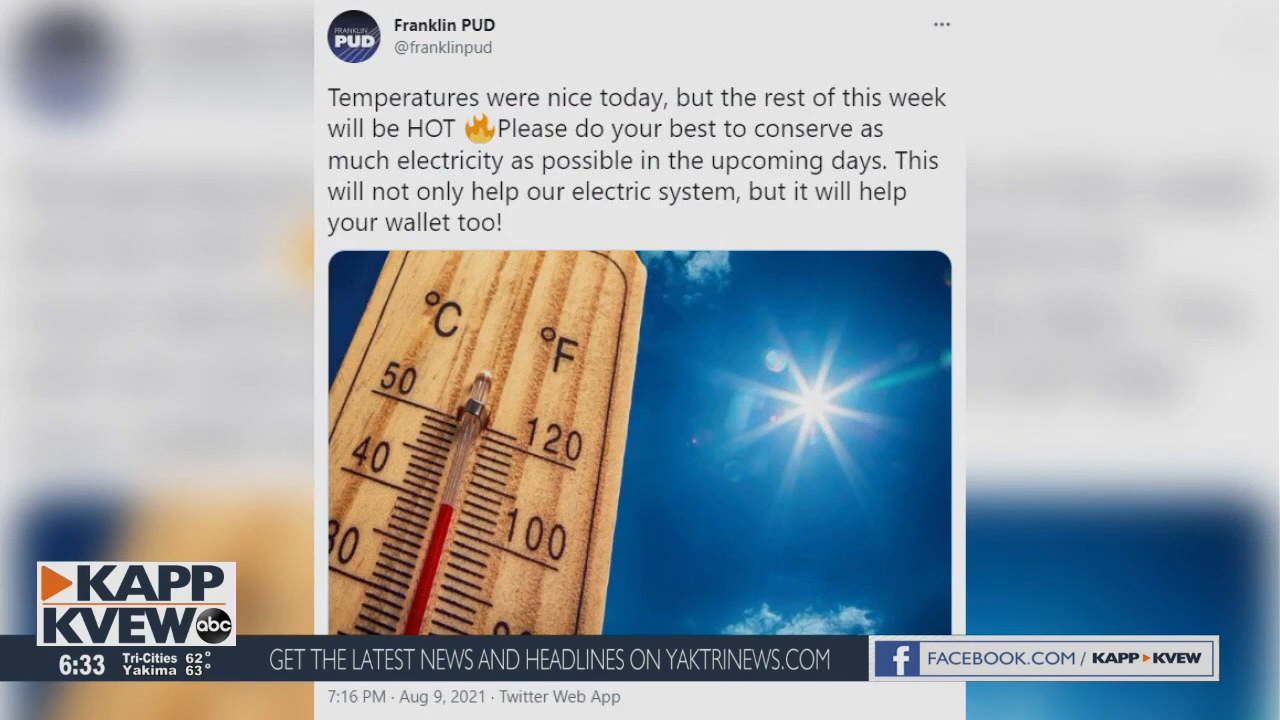 FRANKLIN
PUD
Franklin PUD
@franklinpud
Temperatures were nice today, but the rest of this week
will be HOT 🔥Please do your best to conserve as
much electricity as possible in the upcoming days. This
will not only help our electric system, but it will help
your wallet too!
°C
°F
50
120
40
100
30
KAPP
KVEW abc
6:33
Tri-Cities 62°
Yakima 63°
GET THE LATEST NEWS AND HEADLINES ON YAKTRINEWS.COM
f FACEBOOK.COM / KAPP KVEW
7:16 PM · Aug 9, 2021 · Twitter Web App